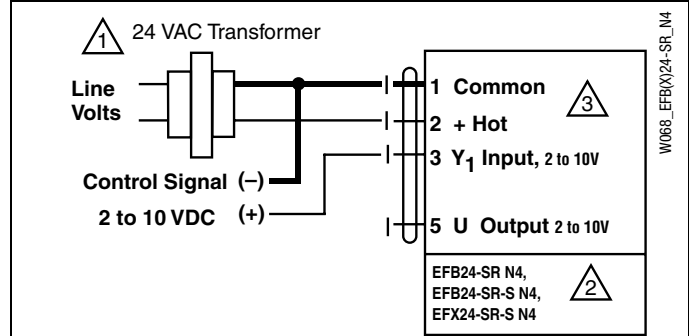 1 24 VAC Transformer
Line
Volts
Control Signal (–)
2 to 10 VDC (+)
1 Common
3
2 + Hot
3 Y1 Input, 2 to 10V
5 U Output 2 to 10V
EFB24-SR N4,
EFB24-SR-S N4,
EFX24-SR-S N4
2
W068_EFB(X)24-SR_N4